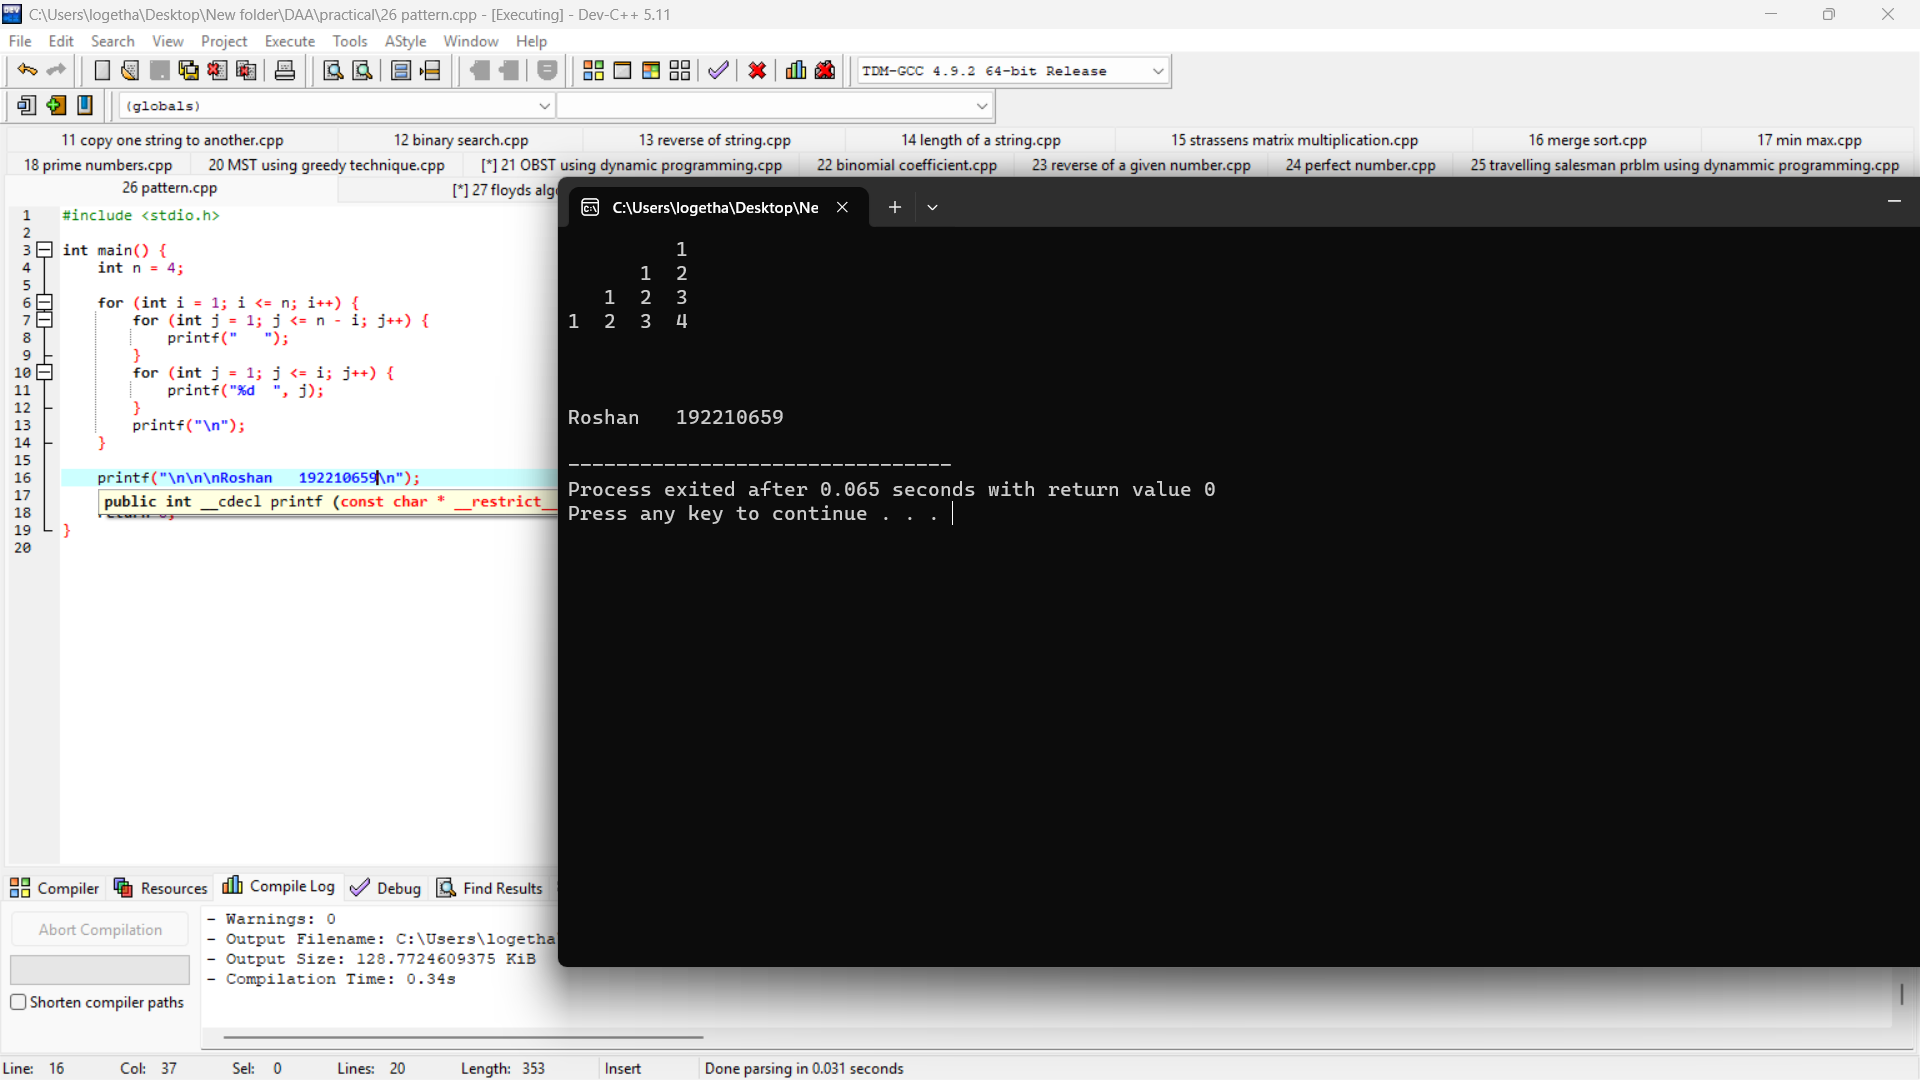 C:\Users\logetha\Desktop\New folder\DAA\practical\26 pattern.cpp - [Executing] - Dev-C++ 5.11
File Edit Search View Project Execute Tools AStyle Window Help
TDM-GCC 4.9.2 64-bit Release
(globals)
11 copy one string to another.cpp 12 binary search.cpp 13 reverse of string.cpp 14 length of a string.cpp 15 strassens matrix multiplication.cpp 16 merge sort.cpp 17 min max.cpp
18 prime numbers.cpp 20 MST using greedy technique.cpp [*] 21 OBST using dynamic programming.cpp 22 binomial coefficient.cpp 23 reverse of a given number.cpp 24 perfect number.cpp 25 travelling salesman prblm using dynammic programming.cpp
26 pattern.cpp [*] 27 floyds algo
1 #include <stdio.h>
2
3 int main() {
4 int n = 4;
5
6 for (int i = 1; i <= n; i++) {
7 for (int j = 1; j <= n - i; j++) {
8 printf("   ");
9 }
10 for (int j = 1; j <= i; j++) {
11 printf("%d  ", j);
12 }
13 printf("\n");
14 }
15
16 printf("\n\n\nRoshan   192210659\n");
17 public int __cdecl printf (const char * __restrict__
18
19 }
20
C:\Users\logetha\Desktop\Ne
         1
      1  2
   1  2  3
1  2  3  4
Roshan   192210659
--------------------------------
Process exited after 0.065 seconds with return value 0
Press any key to continue . . .
Compiler Resources Compile Log Debug Find Results
Abort Compilation
Shorten compiler paths
- Warnings: 0
- Output Filename: C:\Users\logetha
- Output Size: 128.7724609375 KiB
- Compilation Time: 0.34s
Line: 16 Col: 37 Sel: 0 Lines: 20 Length: 353 Insert Done parsing in 0.031 seconds